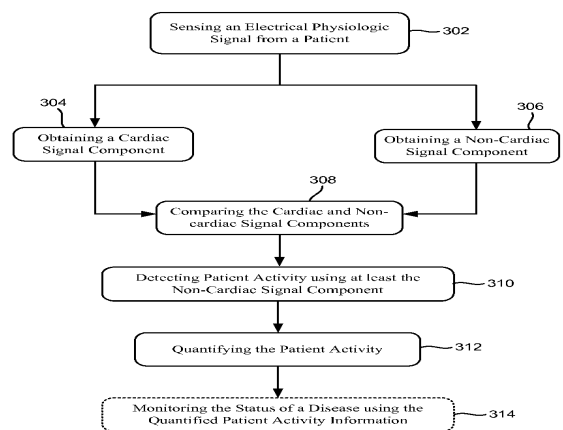 Sensing an Electrical Physiologic
Signal from a Patient
302
304
Obtaining a Cardiac
Signal Component
306
Obtaining a Non-Cardiac
Signal Component
308
Comparing the Cardiac and Non-
cardiac Signal Components
Detecting Patient Activity using at least the
Non-Cardiac Signal Component
310
Quantifying the Patient Activity
312
Monitoring the Status of a Disease using the
Quantified Patient Activity Information
314